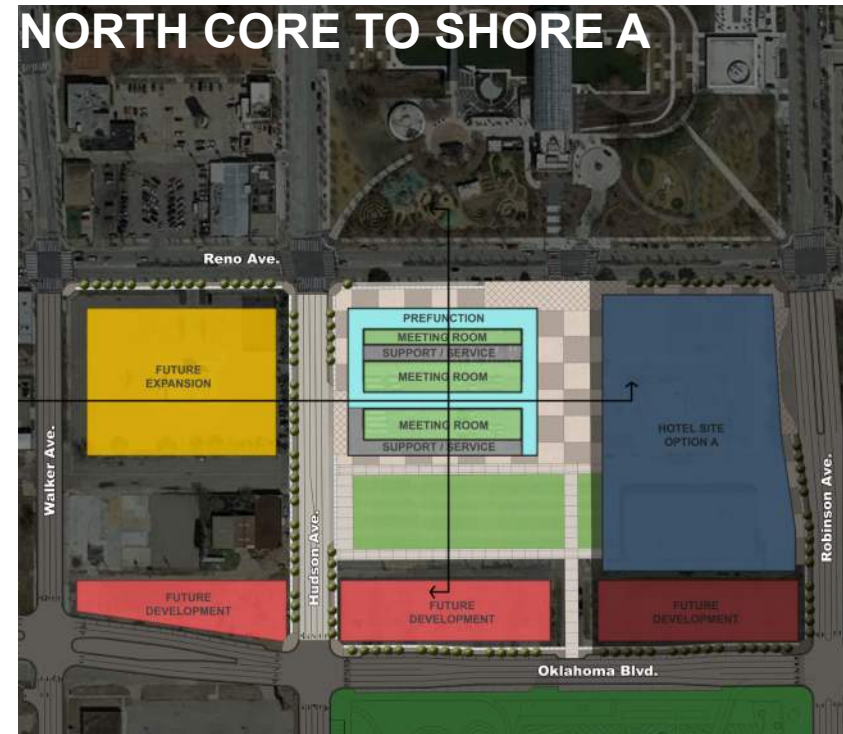 NORTH CORE TO SHORE A
Reno Ave.
PREFUNCTION
MEETING ROOM
SUPPORT / SERVICE
MEETING ROOM
MEETING ROOM
SUPPORT / SERVICE
FUTURE
EXPANSION
HOTEL SITE
OPTION A
Walker Ave.
Hudson Ave.
Robinson Ave.
FUTURE
DEVELOPMENT
FUTURE
DEVELOPMENT
FUTURE
DEVELOPMENT
Oklahoma Blvd.